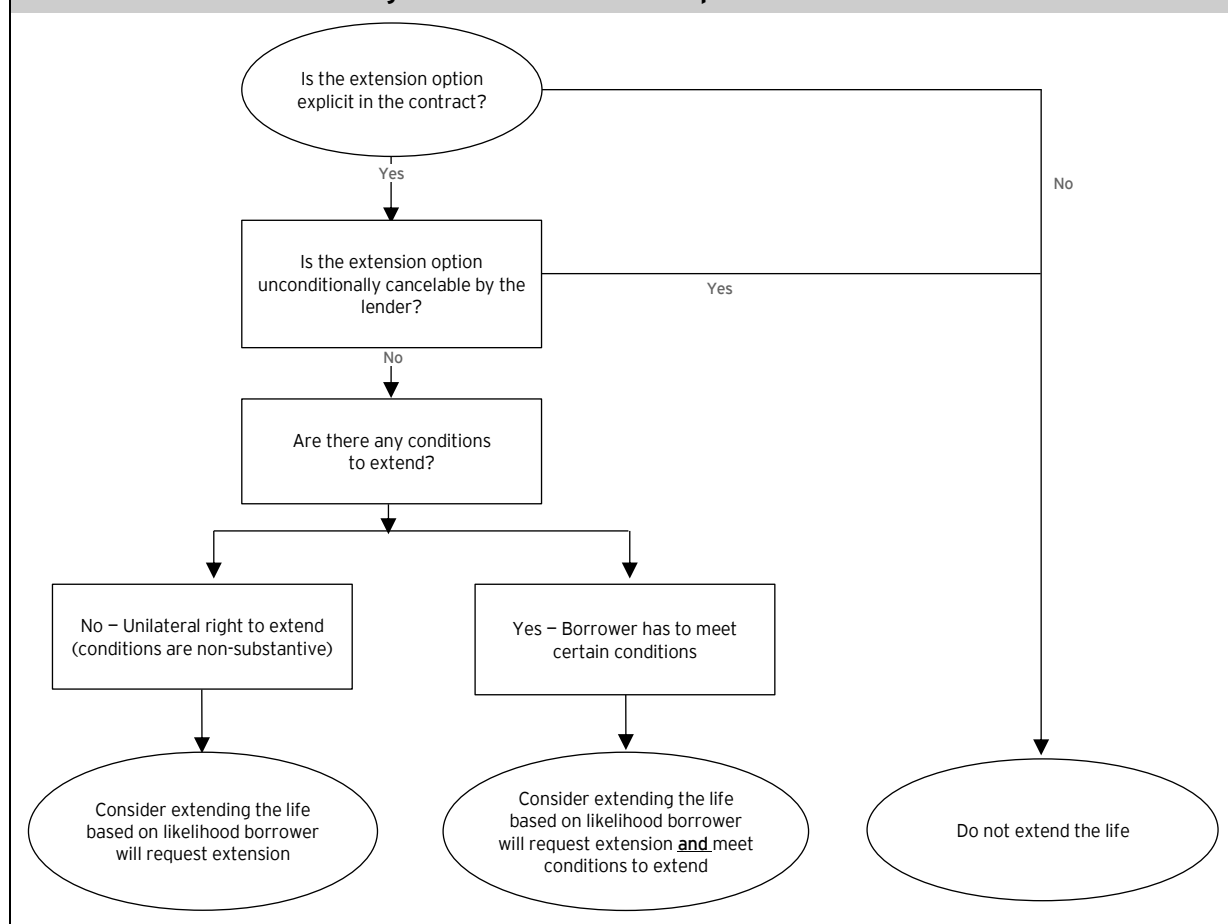 Is the extension option
explicit in the contract?
Yes
No
Is the extension option
unconditionally cancelable by the
lender?
Yes
No
Are there any conditions
to extend?
No – Unilateral right to extend
(conditions are non-substantive)
Yes – Borrower has to meet
certain conditions
Consider extending the life
based on likelihood borrower
will request extension
Consider extending the life
based on likelihood borrower
will request extension and meet
conditions to extend
Do not extend the life